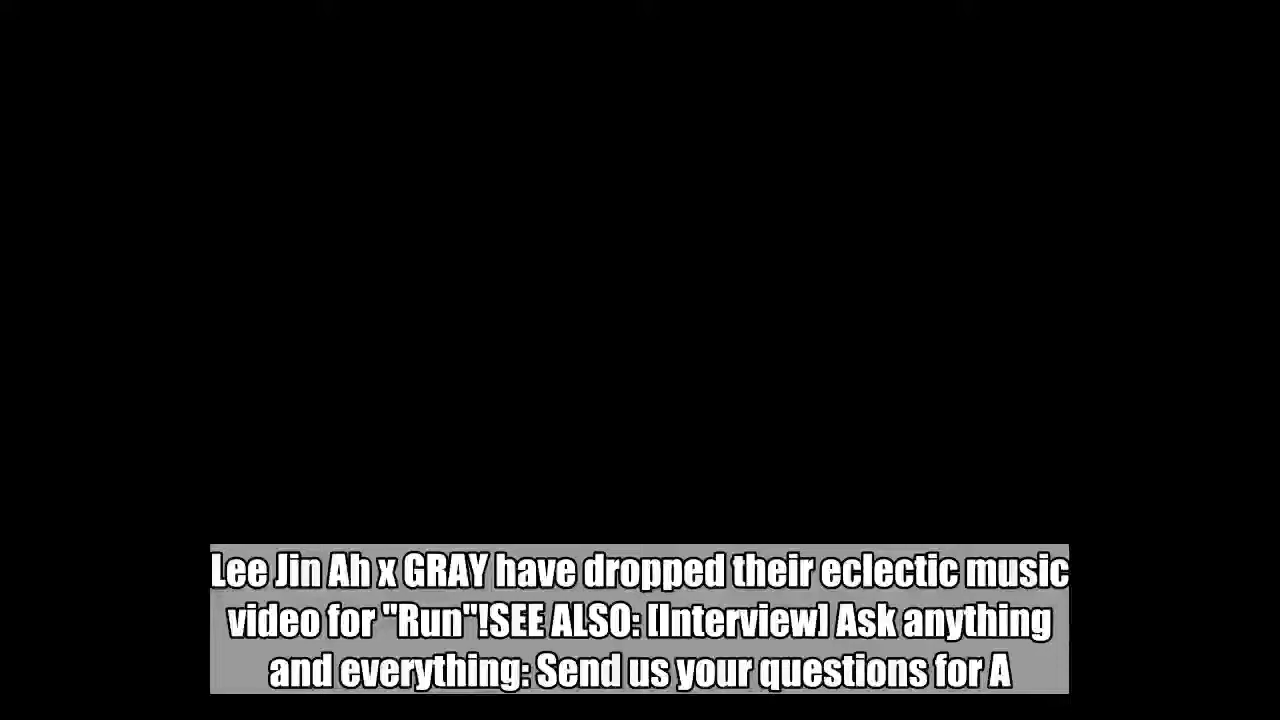 Lee Jin Ah x GRAY have dropped their eclectic music
video for "Run"!SEE ALSO: [Interview] Ask anything
and everything: Send us your questions for A